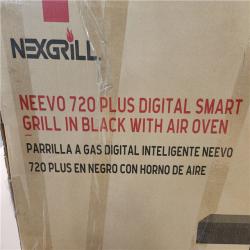 NEXGRILL
NEEVO 720 PLUS DIGITAL SMART
GRILL IN BLACK WITH AIR OVEN
PARRILLA A GAS DIGITAL INTELIGENTE NEEVO
720 PLUS EN NEGRO CON HORNO DE AIRE